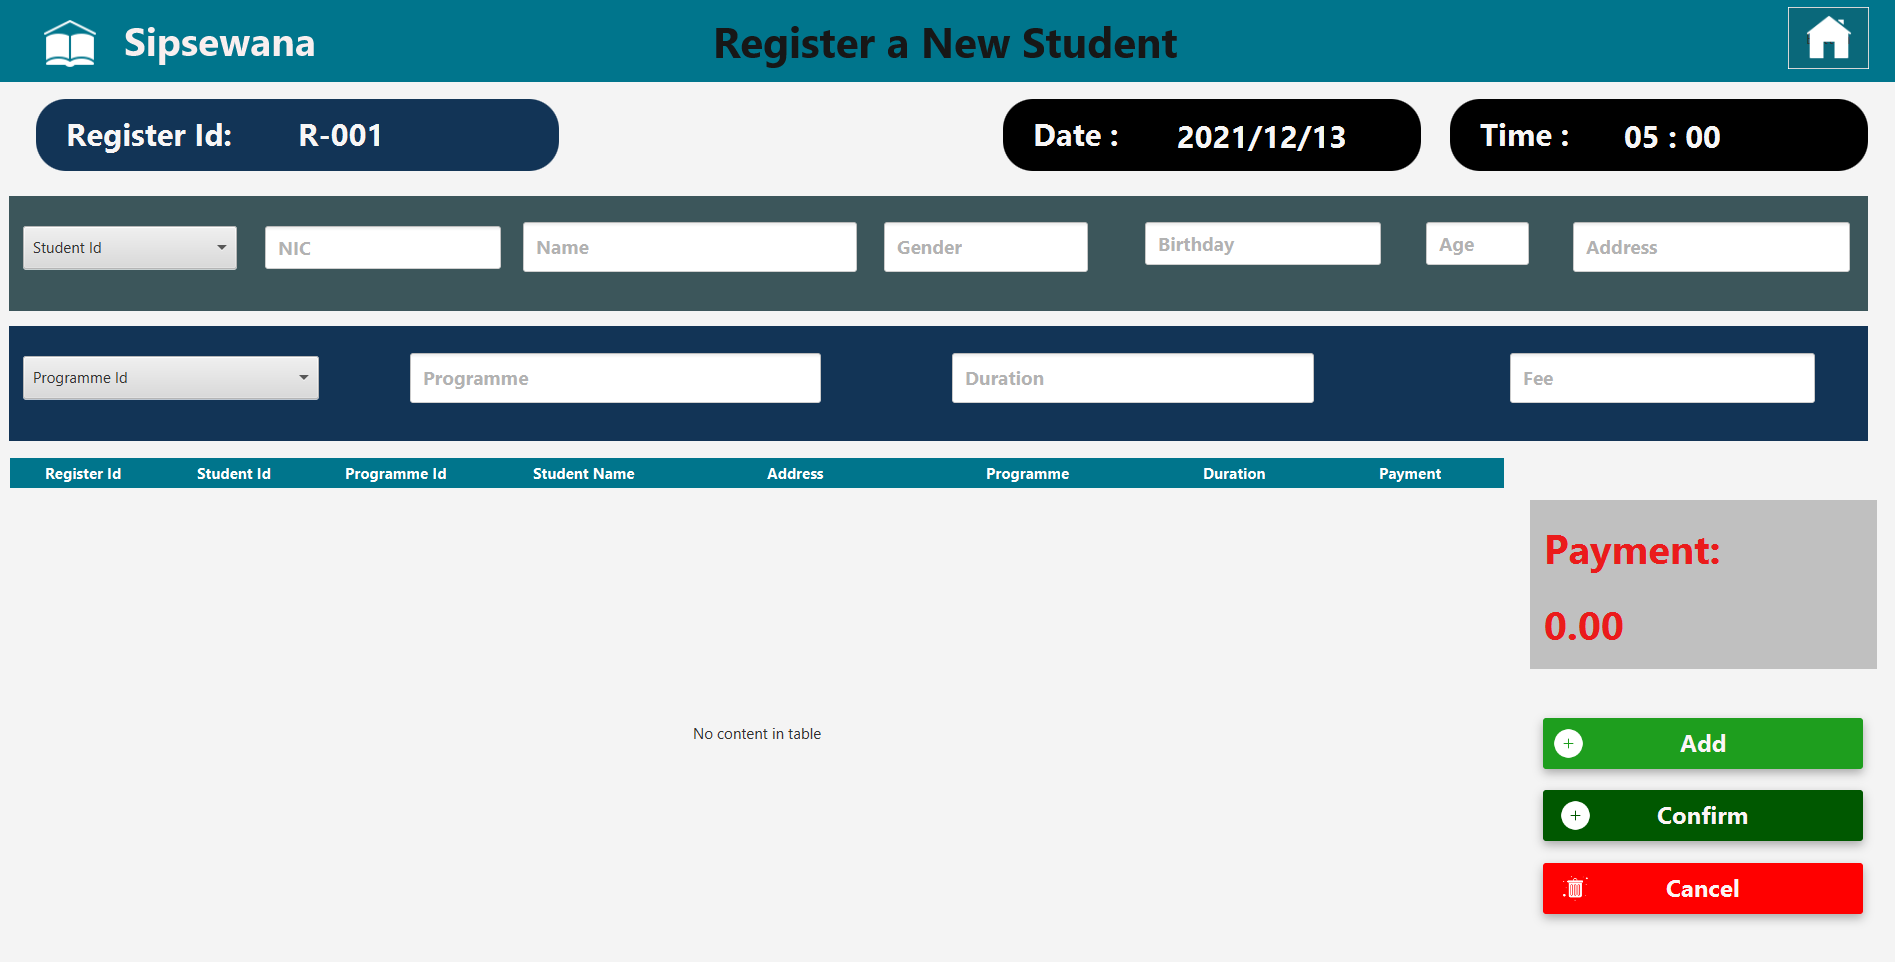 Sipsewana
Register a New Student
Register Id: R-001
Date : 2021/12/13
Time : 05 : 00
Student Id NIC Name Gender Birthday Age Address
Programme Id Programme Duration Fee
Register Id Student Id Programme Id Student Name Address Programme Duration Payment
Payment:
0.00
No content in table
Add
Confirm
Cancel